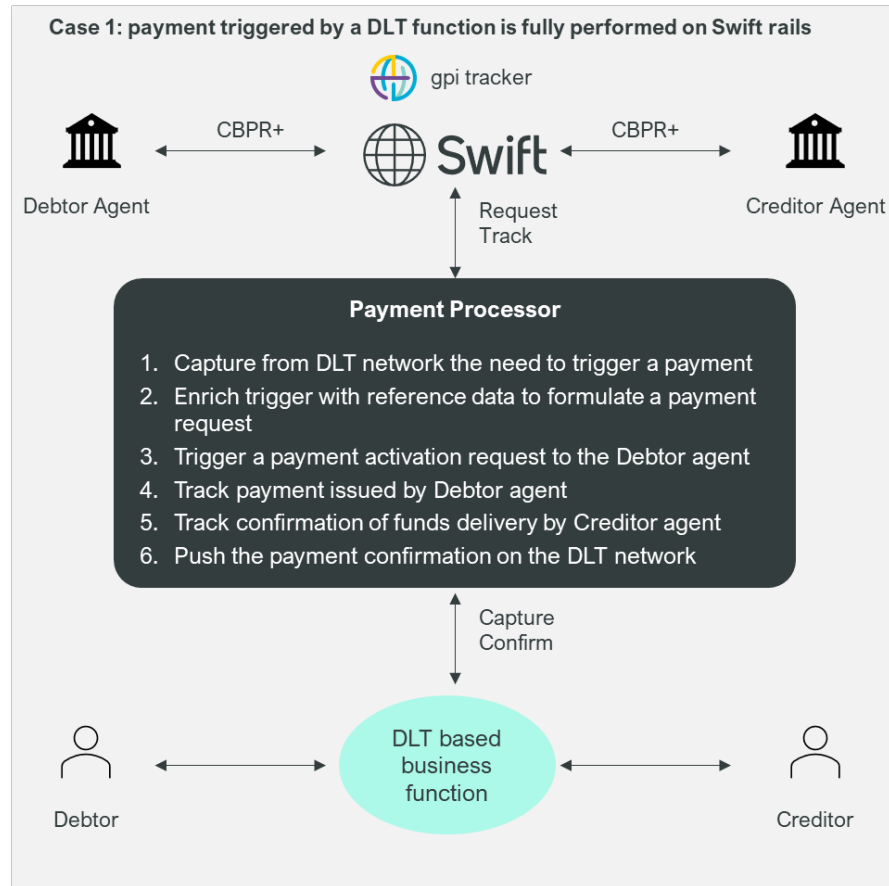 Case 1: payment triggered by a DLT function is fully performed on Swift rails
gpi tracker
CBPR+
Swift
CBPR+
Debtor Agent
Request
Track
Creditor Agent
Payment Processor
1. Capture from DLT network the need to trigger a payment
2. Enrich trigger with reference data to formulate a payment
request
3. Trigger a payment activation request to the Debtor agent
4. Track payment issued by Debtor agent
5. Track confirmation of funds delivery by Creditor agent
6. Push the payment confirmation on the DLT network
Capture
Confirm
DLT based
business
function
Debtor
Creditor